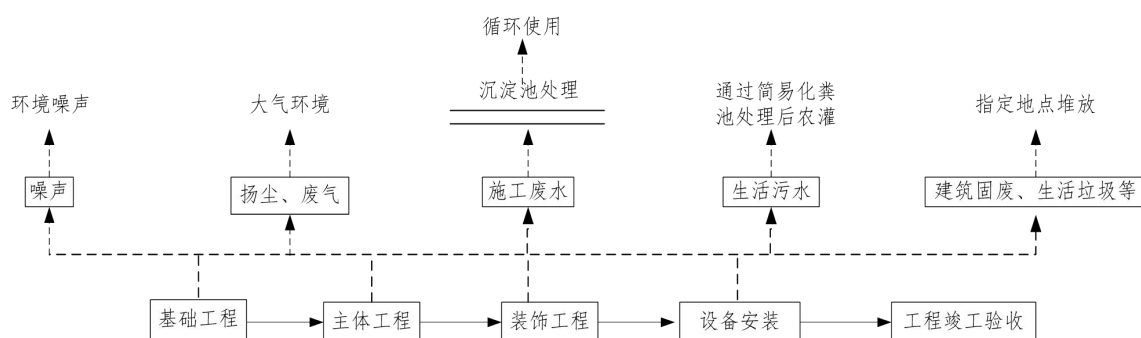 循环使用
沉淀池处理
环境噪声
大气环境
通过简易化粪
池处理后农灌
指定地点堆放
噪声
扬尘、废气
施工废水
生活污水
建筑固废、生活垃圾等
基础工程
主体工程
装饰工程
设备安装
工程竣工验收